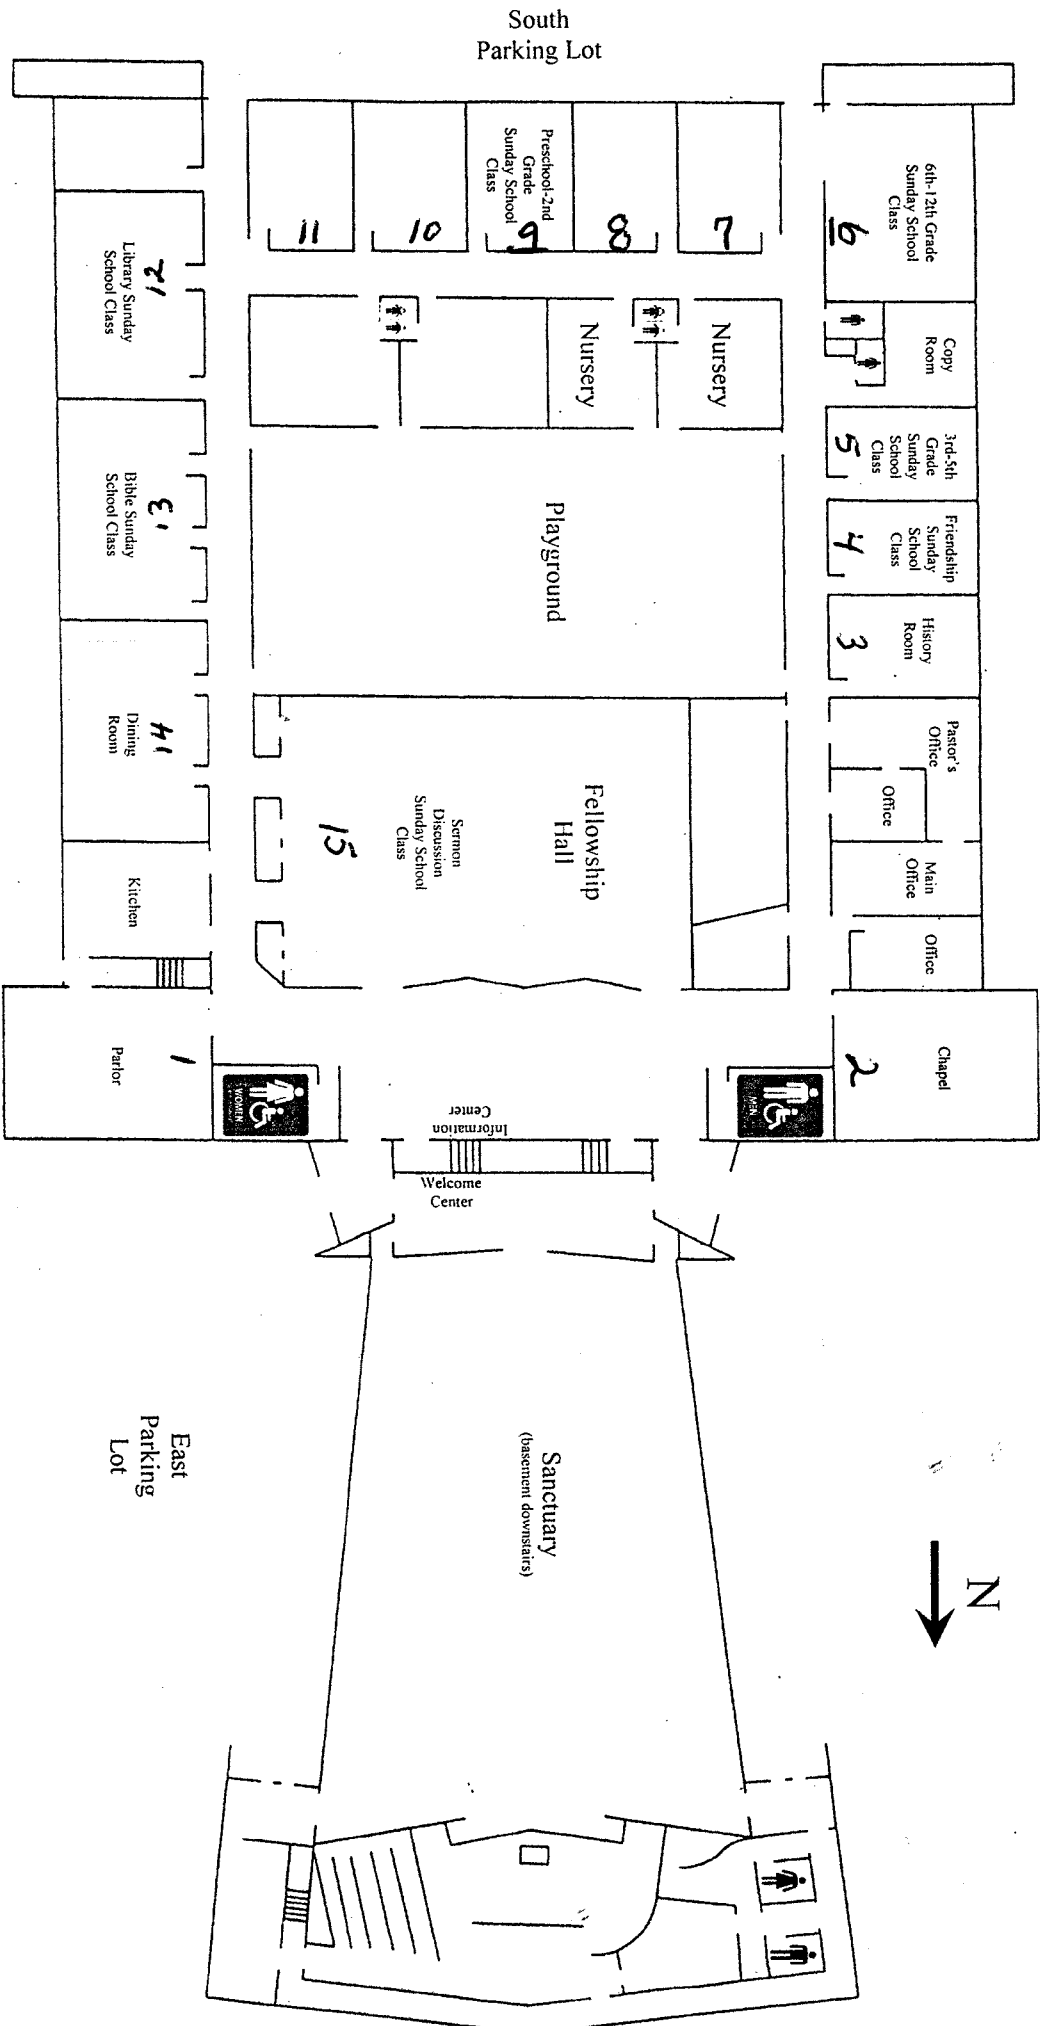 South
Parking Lot
6th-12th Grade
Sunday School
Class
6
Preschool-2nd
Grade
Sunday School
Class
11
10
9
8
7
Library Sunday
School Class
12
Nursery
Nursery
Copy
Room
3rd-5th
Grade
Sunday
School
Class
5
Bible Sunday
School Class
13
Playground
Friendship
Sunday
School
Class
4
History
Room
3
Dining
Room
14
Pastor's
Office
Office
Fellowship
Hall
Sermon
Discussion
Sunday School
Class
15
Main
Office
Office
Kitchen
Parlor
1
WOMEN
MEN
Chapel
2
Information
Center
Welcome
Center
East
Parking
Lot
Sanctuary
(basement downstairs)
N